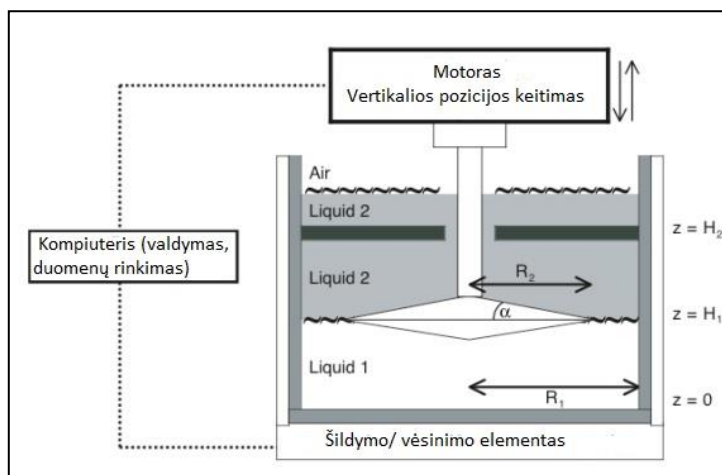 Motoras
Vertikalios pozicijos keitimas
Air
Liquid 2
z = H₂
Kompiuteris (valdymas,
duomenų rinkimas)
Liquid 2
R₂
α
z = H₁
Liquid 1
R₁
z = 0
Šildymo/ vėsinimo elementas